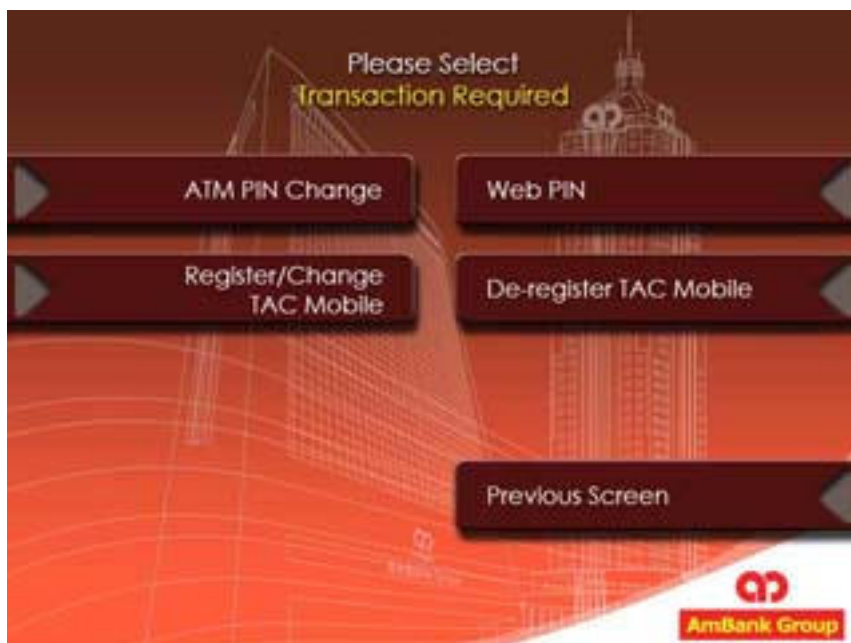 Please Select
Transaction Required
ATM PIN Change
Web PIN
Register/Change
TAC Mobile
De-register TAC Mobile
Previous Screen
AmBank Group